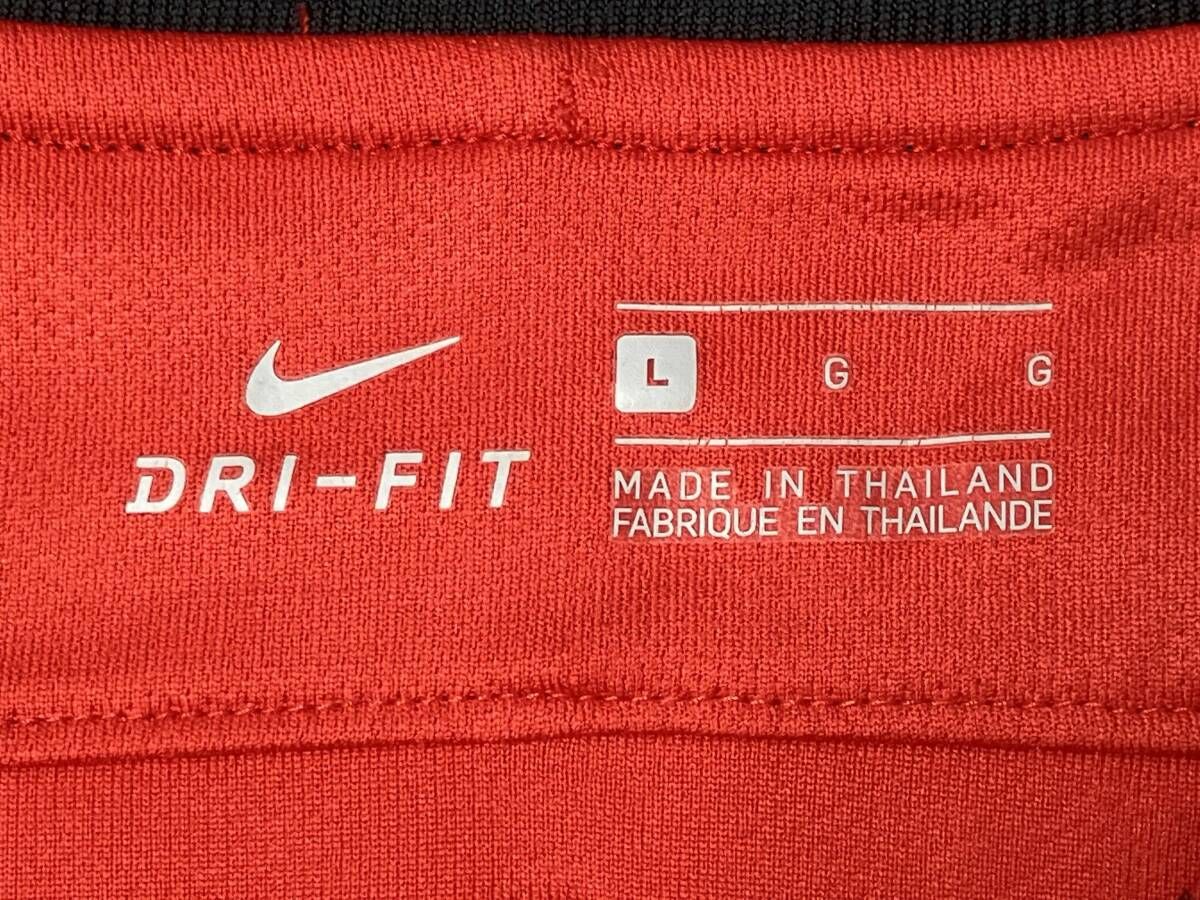 DRI-FIT
L G G
MADE IN THAILAND
FABRIQUE EN THAILANDE